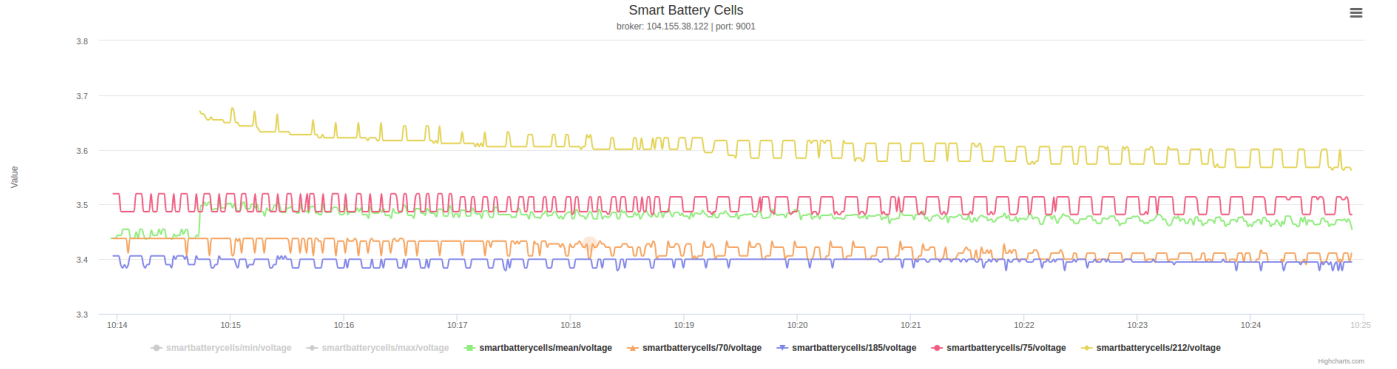 Smart Battery Cells
broker: 104.155.38.122 | port: 9001
Value
3.8
3.7
3.6
3.5
3.4
3.3
10:14 10:15 10:16 10:17 10:18 10:19 10:20 10:21 10:22 10:23 10:24 10:25
smartbatterycells/min/voltage smartbatterycells/max/voltage smartbatterycells/mean/voltage smartbatterycells/70/voltage smartbatterycells/185/voltage smartbatterycells/75/voltage smartbatterycells/212/voltage
Highcharts.com